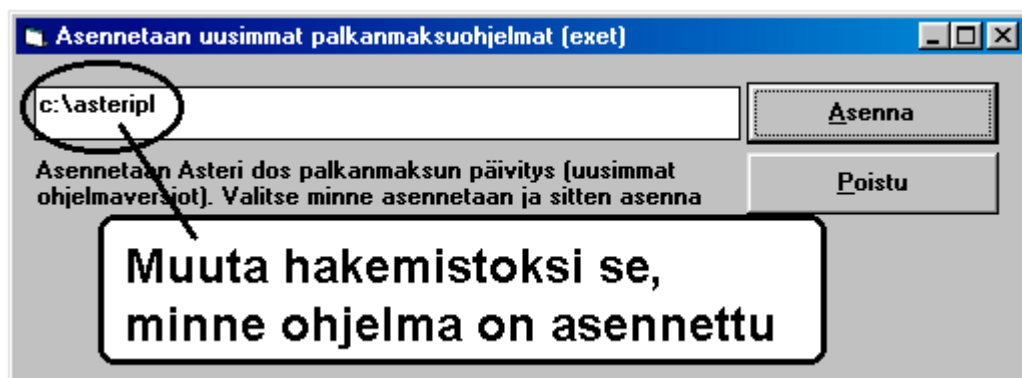 Asennetaan uusimmat palkanmaksuohjelmat (exet)
c:\asteripl
Asenna
Asennetaan Asteri dos palkanmaksun päivitys (uusimmat
ohjelmaversjot). Valitse minne asennetaan ja sitten asenna
Poistu
Muuta hakemistoksi se,
minne ohjelma on asennettu